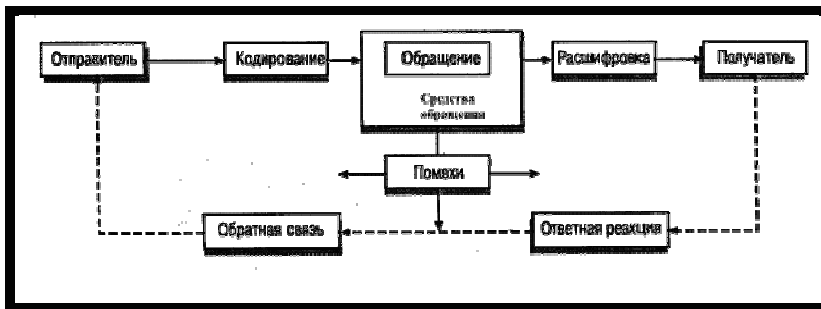 Отправитель
Кодирование
Обращение
Средства
обращения
Расшифровка
Получатель
Помехи
Обратная связь
Ответная реакция